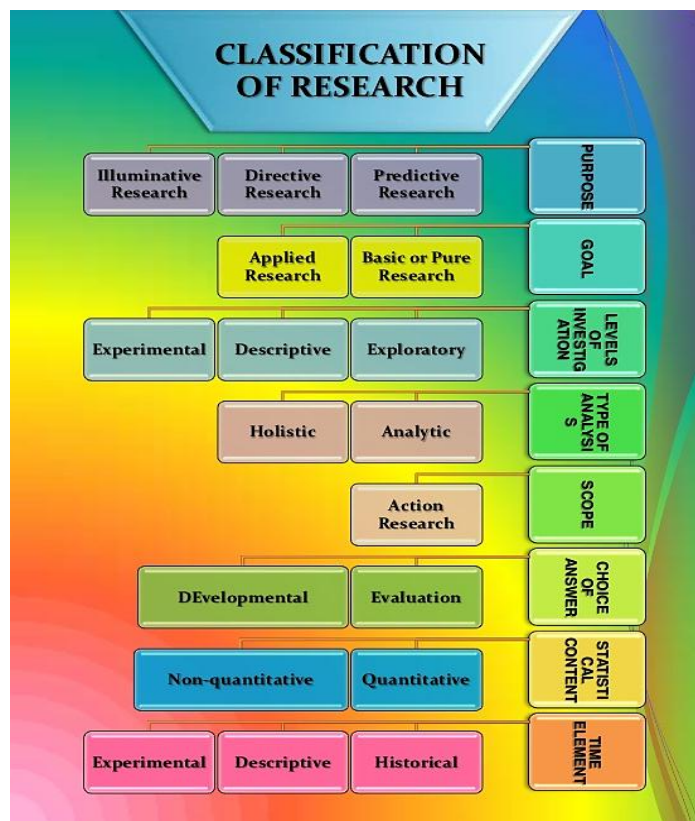 CLASSIFICATION
OF RESEARCH
Illuminative
Research
Directive
Research
Predictive
Research
PURPOSE
Applied
Research
Basic or Pure
Research
GOAL
Experimental
Descriptive
Exploratory
LEVELS
OF
INVESTIG
ATION
Holistic
Analytic
TYPE OF
ANALYSI
S
Action
Research
SCOPE
DEvelopmental
Evaluation
CHOICE
OF
ANSWER
Non-quantitative
Quantitative
STATISTI
CAL
CONTENT
Experimental
Descriptive
Historical
TIME
ELEMENT